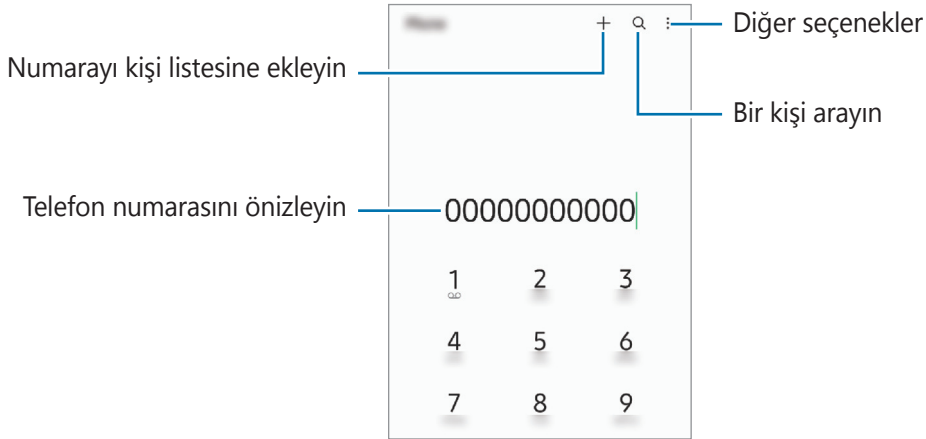 Diğer seçenekler
Numarayı kişi listesine ekleyin
Bir kişi arayın
Telefon numarasını önizleyin
00000000000
1 2 3
4 5 6
7 8 9